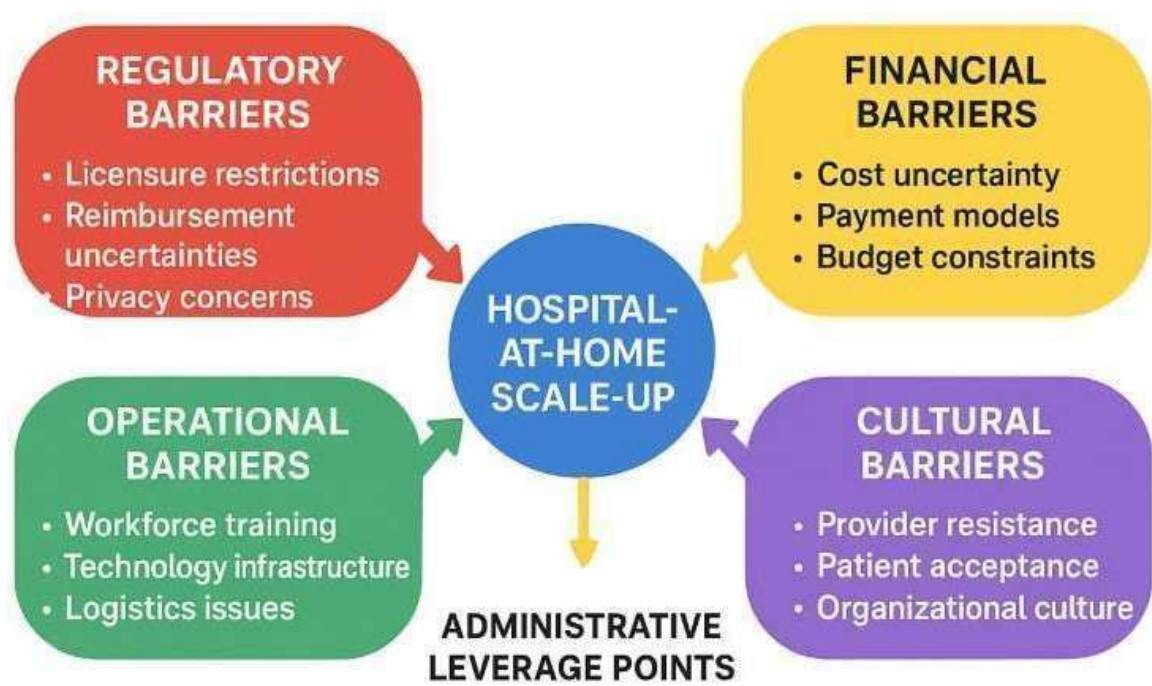 REGULATORY
BARRIERS
• Licensure restrictions
• Reimbursement
uncertainties
• Privacy concerns
FINANCIAL
BARRIERS
• Cost uncertainty
• Payment models
• Budget constraints
HOSPITAL-
AT-HOME
SCALE-UP
OPERATIONAL
BARRIERS
• Workforce training
• Technology infrastructure
• Logistics issues
CULTURAL
BARRIERS
• Provider resistance
• Patient acceptance
• Organizational culture
ADMINISTRATIVE
LEVERAGE POINTS